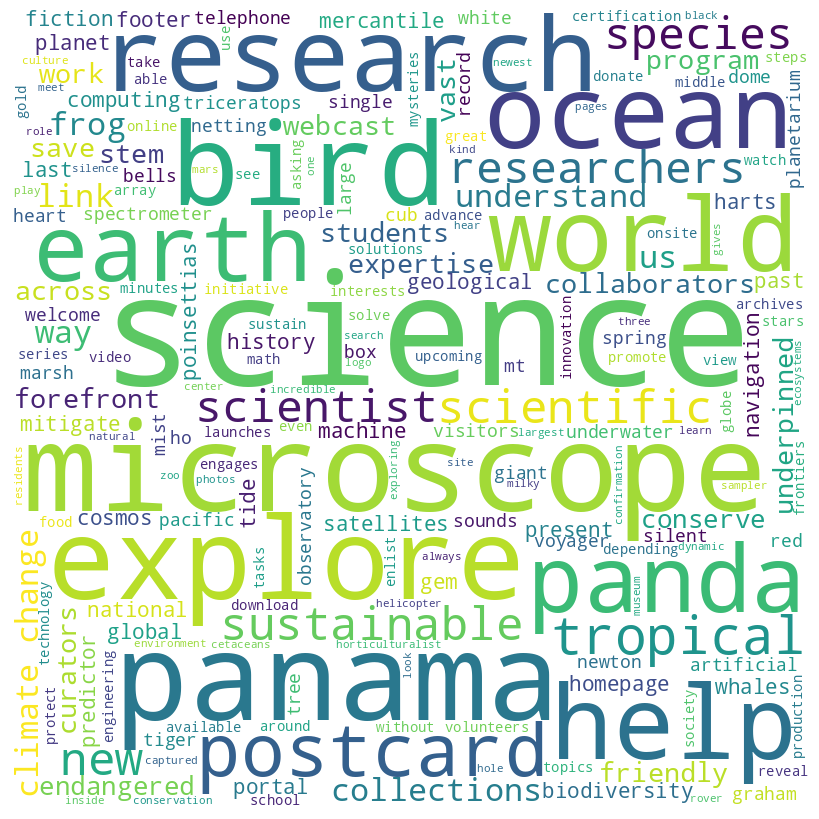 fiction footer telephone mercantile white certification black
research
species
planet take use
culture work able
program steps
newest
meet
computing triceratops single
mysteries vast record
donate middle dome
gold
ocean
pages
planetarium
frog online netting webcast
role
bird
asking
great
kind
save stem
last bells
silence mars
see one large
researchers
watch
link
play array
heart spectrometer
people cub advance
understand harts
earth
students solutions
hear
world
onsite
gives
us
expertise
geological
collaborators past
across minutes
poinsettias
initiative interests
welcome
way
sustain solve
science
archives
stars
innovation
three
spring promote view
navigation
series video
history
math search box
upcoming mt
marsh
center logo incredible
globe
underpinned
ecosystems
forefront
scientist
scientific
mitigate
natural
mist ho launches even machine
visitors largest underwater learn
frontiers
residents
microscope
engages
zoo photos
exploring
giant site milky
confirmation
sampler
food cosmos pacific
tide
observatory
satellites sounds
present voyager
conserve
silent
depending dynamic red
climate change
technology
explore
tasks
enlist
always
gem
panda
museum
national
download helicopter
global
sustainable
tropical
curators
predictor
engineering
protect
environment cetaceans horticulturalist
panama
tree
look
newton artificial
homepage whales
help
society
production
new
available around without volunteers
tiger
captured
postcard
hole
topics
friendly reveal
endangered
portal
collections
biodiversity
graham
inside conservation school
rover